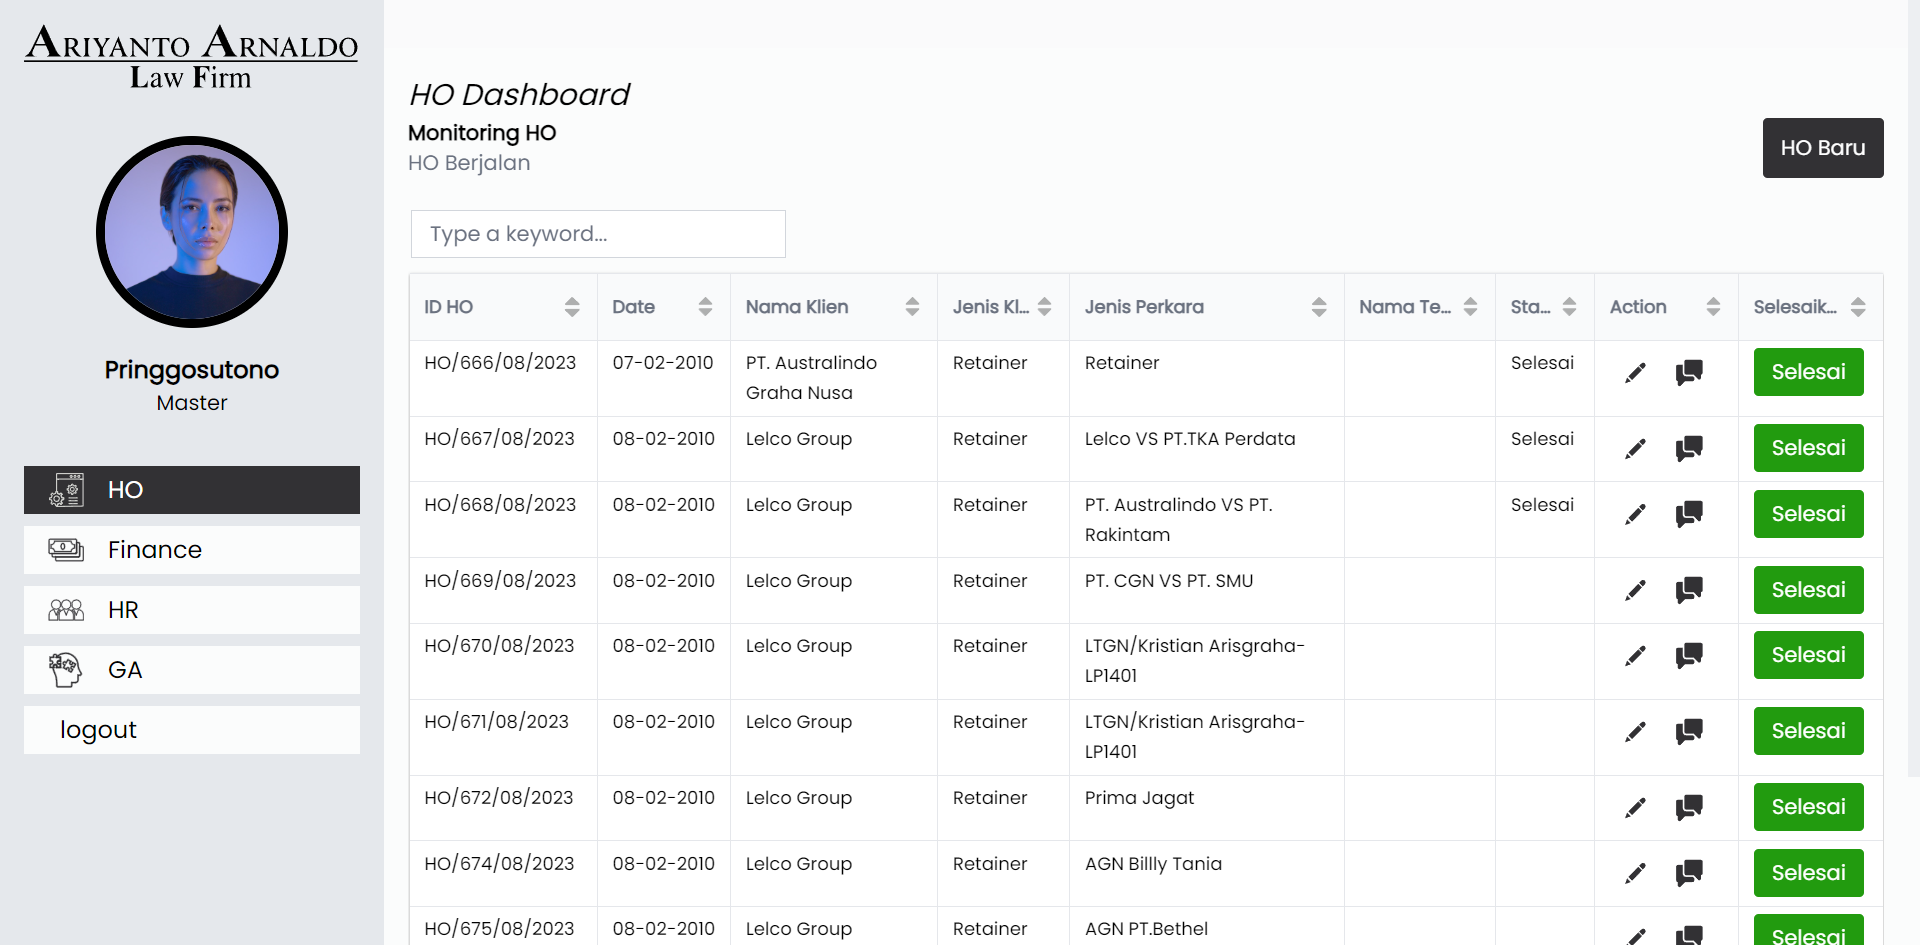 ARIYANTO ARNALDO
Law Firm
Pringgosutono
Master
HO
Finance
HR
GA
logout
HO Dashboard
Monitoring HO
HO Berjalan
HO Baru
Type a keyword...
ID HO Date Nama Klien Jenis Kl... Jenis Perkara Nama Te... Sta... Action Selesaik...
HO/666/08/2023 07-02-2010 PT. Australindo Graha Nusa Retainer Retainer Selesai Selesai
HO/667/08/2023 08-02-2010 Lelco Group Retainer Lelco VS PT.TKA Perdata Selesai Selesai
HO/668/08/2023 08-02-2010 Lelco Group Retainer PT. Australindo VS PT. Rakintam Selesai Selesai
HO/669/08/2023 08-02-2010 Lelco Group Retainer PT. CGN VS PT. SMU Selesai
HO/670/08/2023 08-02-2010 Lelco Group Retainer LTGN/Kristian Arisgraha-LP1401 Selesai
HO/671/08/2023 08-02-2010 Lelco Group Retainer LTGN/Kristian Arisgraha-LP1401 Selesai
HO/672/08/2023 08-02-2010 Lelco Group Retainer Prima Jagat Selesai
HO/674/08/2023 08-02-2010 Lelco Group Retainer AGN Billly Tania Selesai
HO/675/08/2023 08-02-2010 Lelco Group Retainer AGN PT.Bethel Selesai